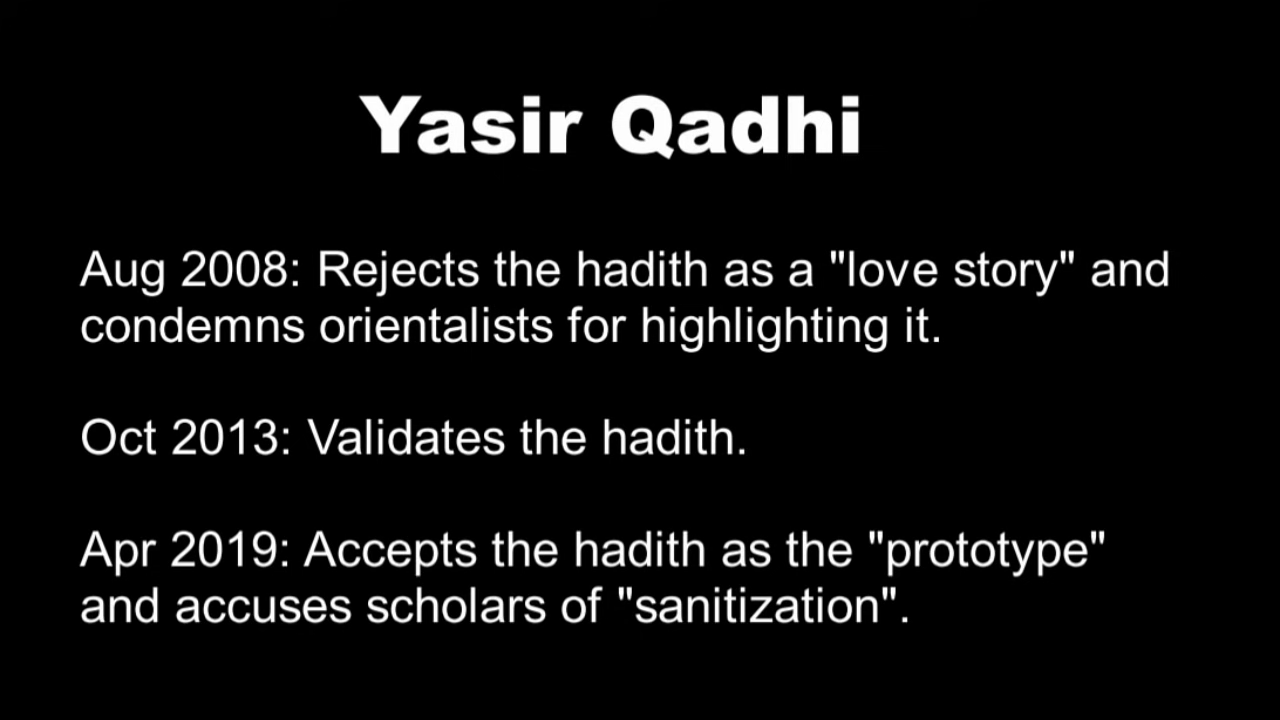 Yasir Qadhi
Aug 2008: Rejects the hadith as a "love story" and
condemns orientalists for highlighting it.
Oct 2013: Validates the hadith.
Apr 2019: Accepts the hadith as the "prototype"
and accuses scholars of "sanitization".